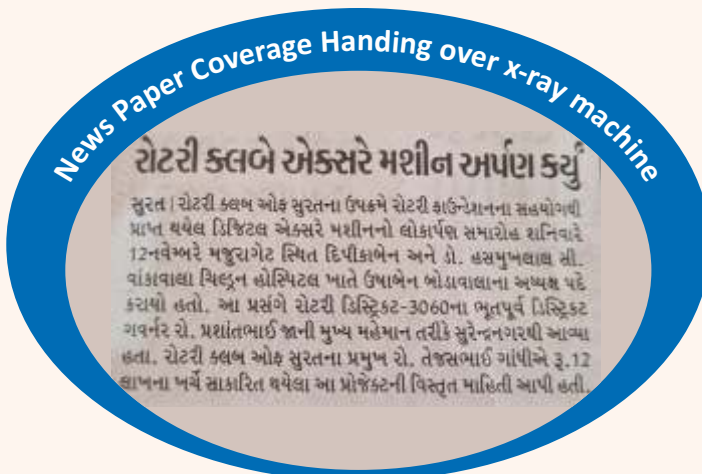 News Paper Coverage Handing over x-ray machine
રોટરી ક્લબે એક્સરે મશીન અર્પણ કર્યું
સુરત | રોટરી ક્લબ ઓફ સુરતના ઉપક્રમે રોટરી ફાઉન્ડેશનના સહયોગથી
પ્રાપ્ત થયેલ ડિજિટલ એક્સરે મશીનનો લોકાર્પણ સમારોહ શનિવારે
12નવેમ્બરે મજુરાગેટ સ્થિત દિપીકાબેન અને ડો. હસમુખલાલ સી.
વાંકાવાલા ચિલ્ડ્રન હોસ્પિટલ ખાતે ઉષાબેન બોડાવાલાના અધ્યક્ષ પદે
કરાયો હતો. આ પ્રસંગે રોટરી ડિસ્ટ્રિકટ-3060ના ભૂતપૂર્વ ડિસ્ટ્રિકટ
ગવર્નર રો. પ્રશાંતભાઈ જાની મુખ્ય મહેમાન તરીકે સુરેન્દ્રનગરથી આવ્યા
હતા. રોટરી ક્લબ ઓફ સુરતના પ્રમુખ રો. તેજસભાઈ ગાંધીએ રૂ.12
લાખના ખર્ચે સાકારિત થયેલા આ પ્રોજેક્ટની વિસ્તૃત માહિતી આપી હતી.